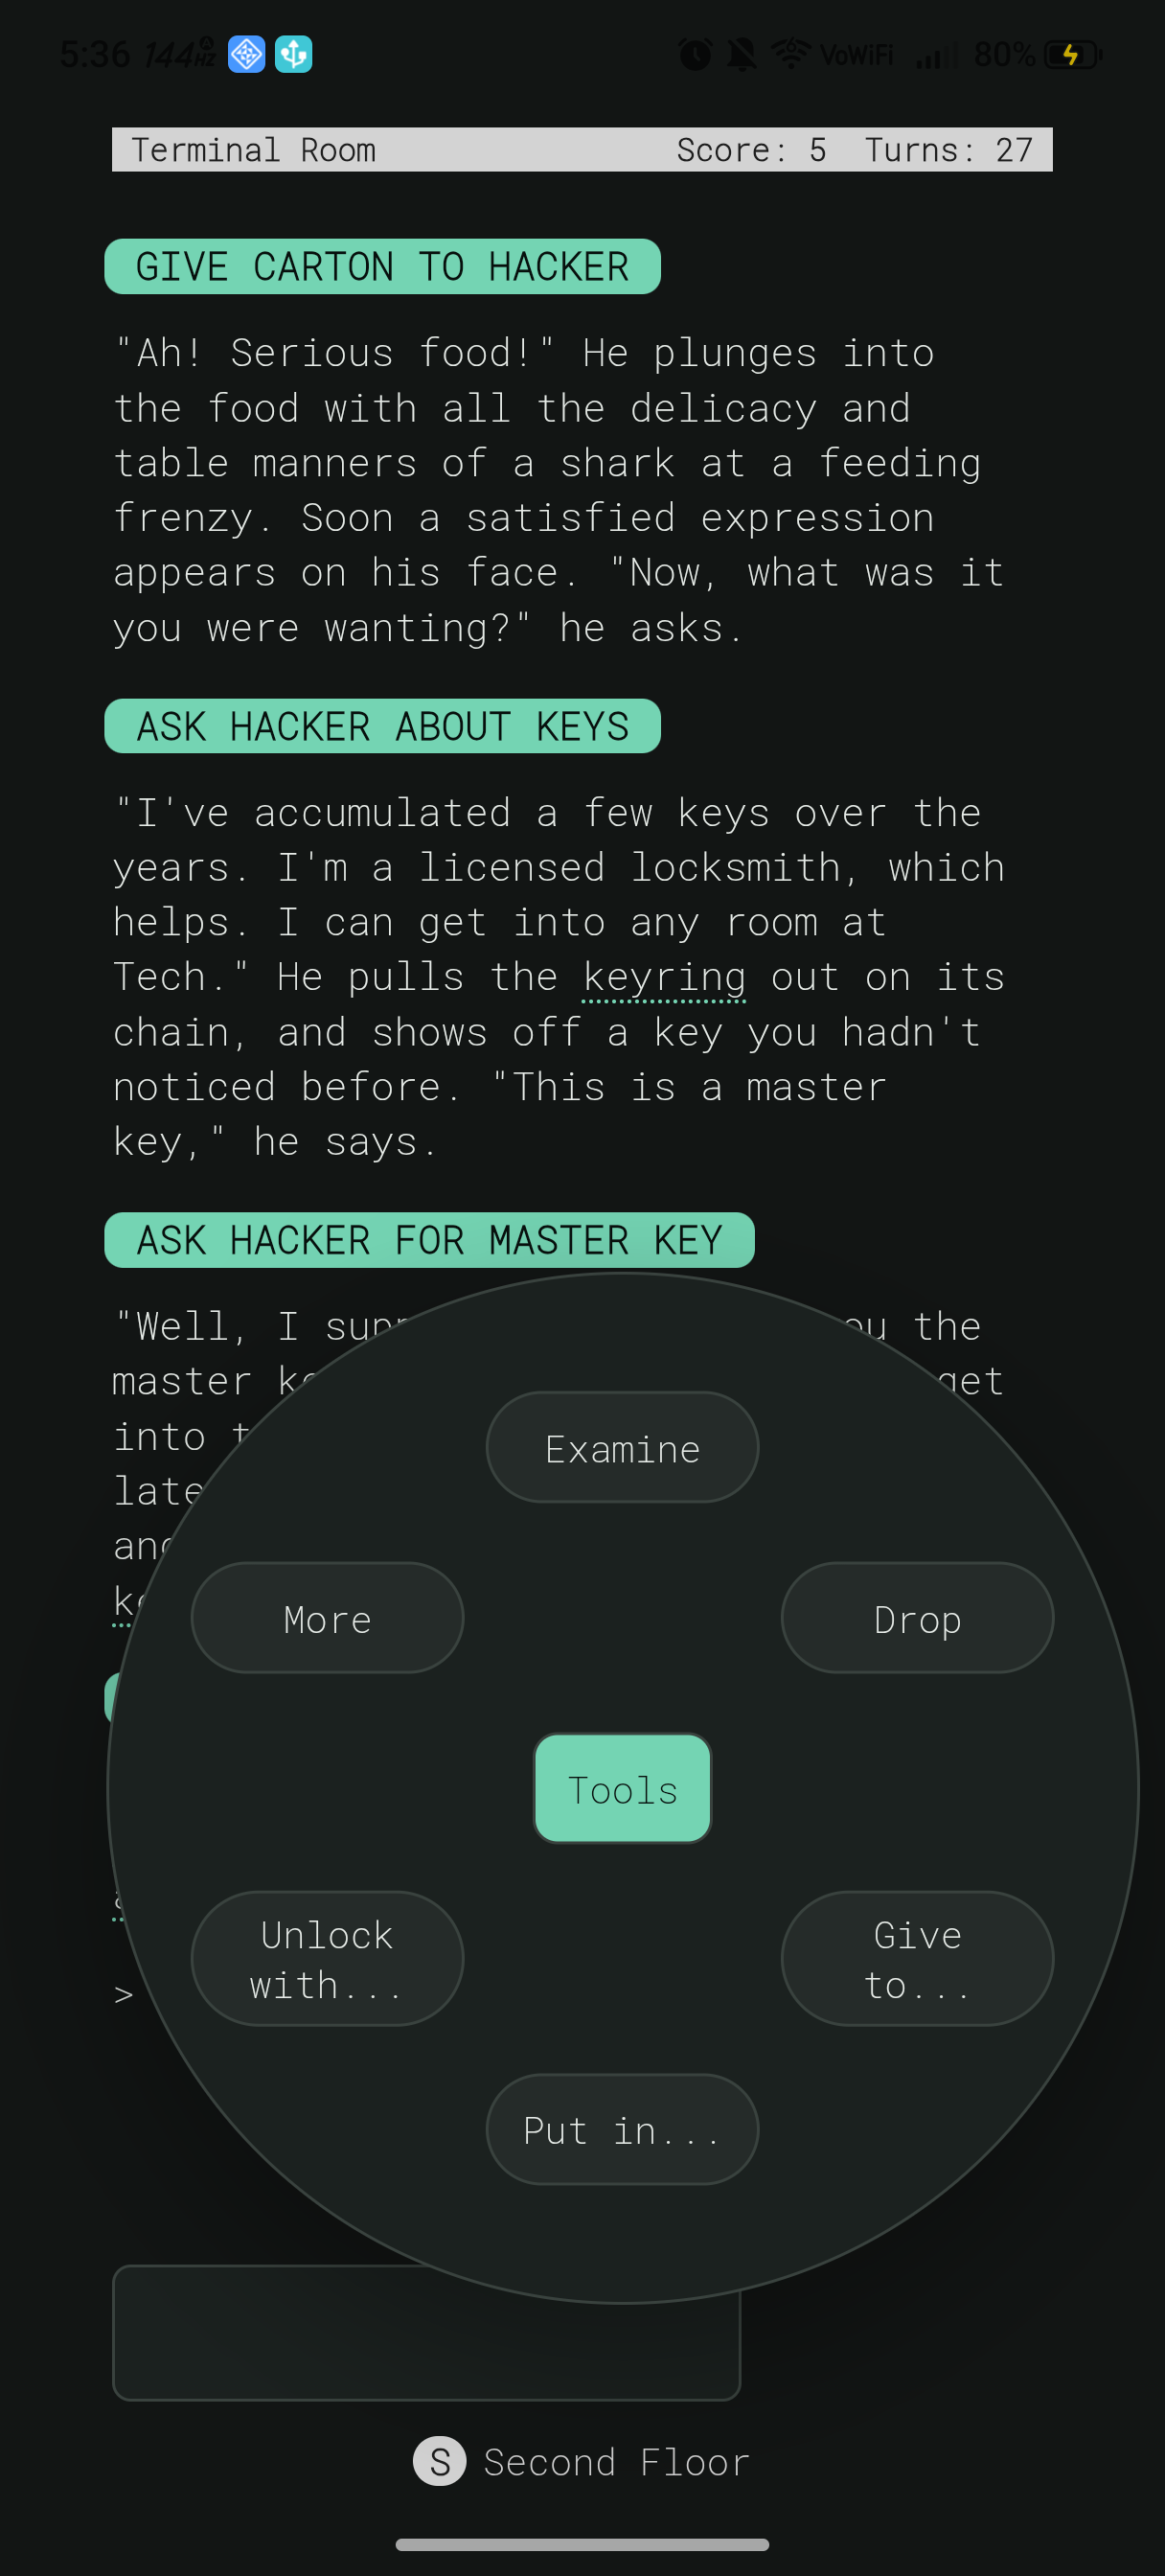 5:36 144HZ VoWiFi 80%
Terminal Room Score: 5 Turns: 27
GIVE CARTON TO HACKER
"Ah! Serious food!" He plunges into
the food with all the delicacy and
table manners of a shark at a feeding
frenzy. Soon a satisfied expression
appears on his face. "Now, what was it
you were wanting?" he asks.
ASK HACKER ABOUT KEYS
"I've accumulated a few keys over the
years. I'm a licensed locksmith, which
helps. I can get into any room at
Tech." He pulls the keyring out on its
chain, and shows off a key you hadn't
noticed before. "This is a master
key," he says.
ASK HACKER FOR MASTER KEY
"Well, I the
master get
into
Examine
More
Drop
Tools
Unlock
with...
Give
to...
>
Put in...
S Second Floor